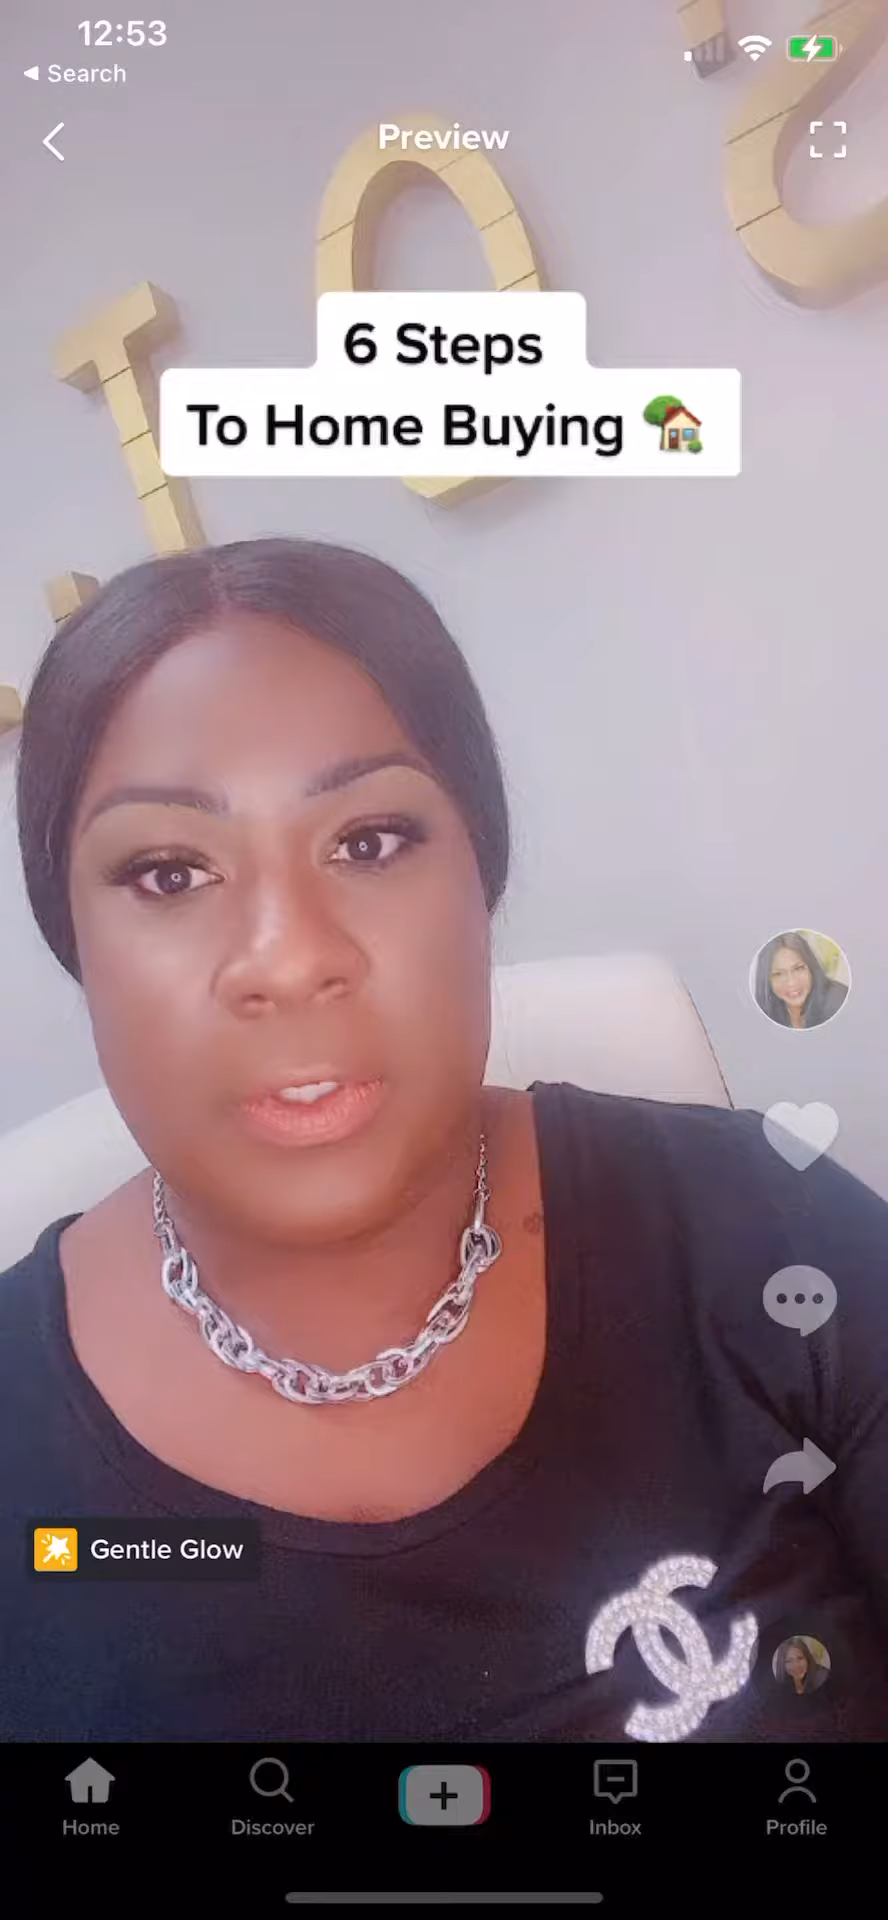 12:53
Search
Preview
6 Steps
To Home Buying
Gentle Glow
Home
Discover
Inbox
Profile